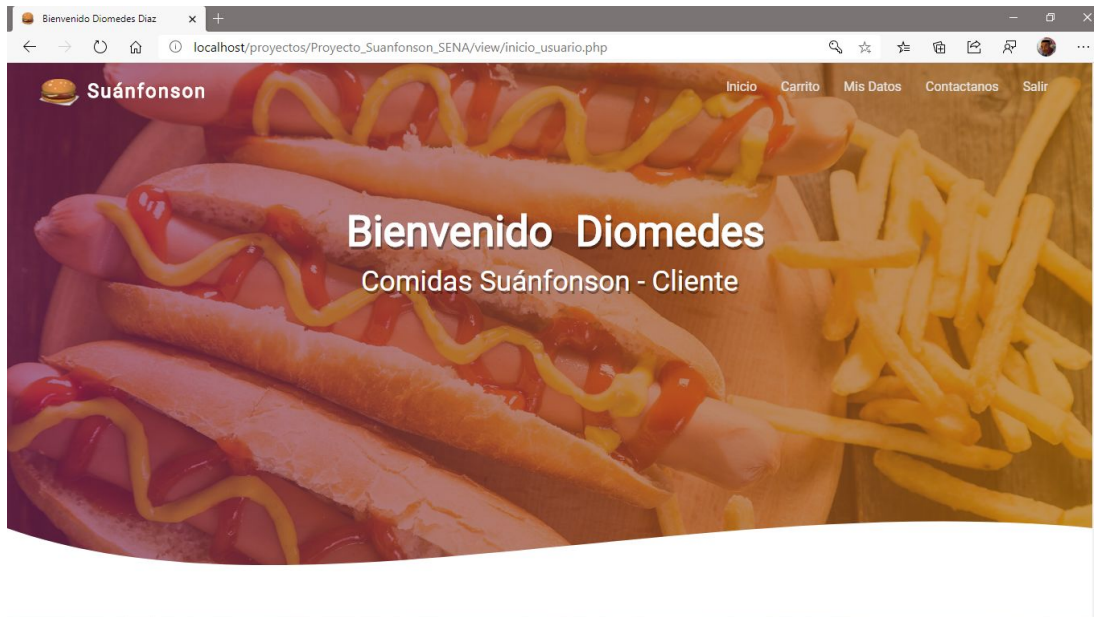 Bienvenido Diomedes Diaz
localhost/proyectos/Proyecto_Suanfonson_SENA/view/inicio_usuario.php
Suánfonson
Inicio Carrito Mis Datos Contactanos Salir
Bienvenido Diomedes
Comidas Suánfonson - Cliente